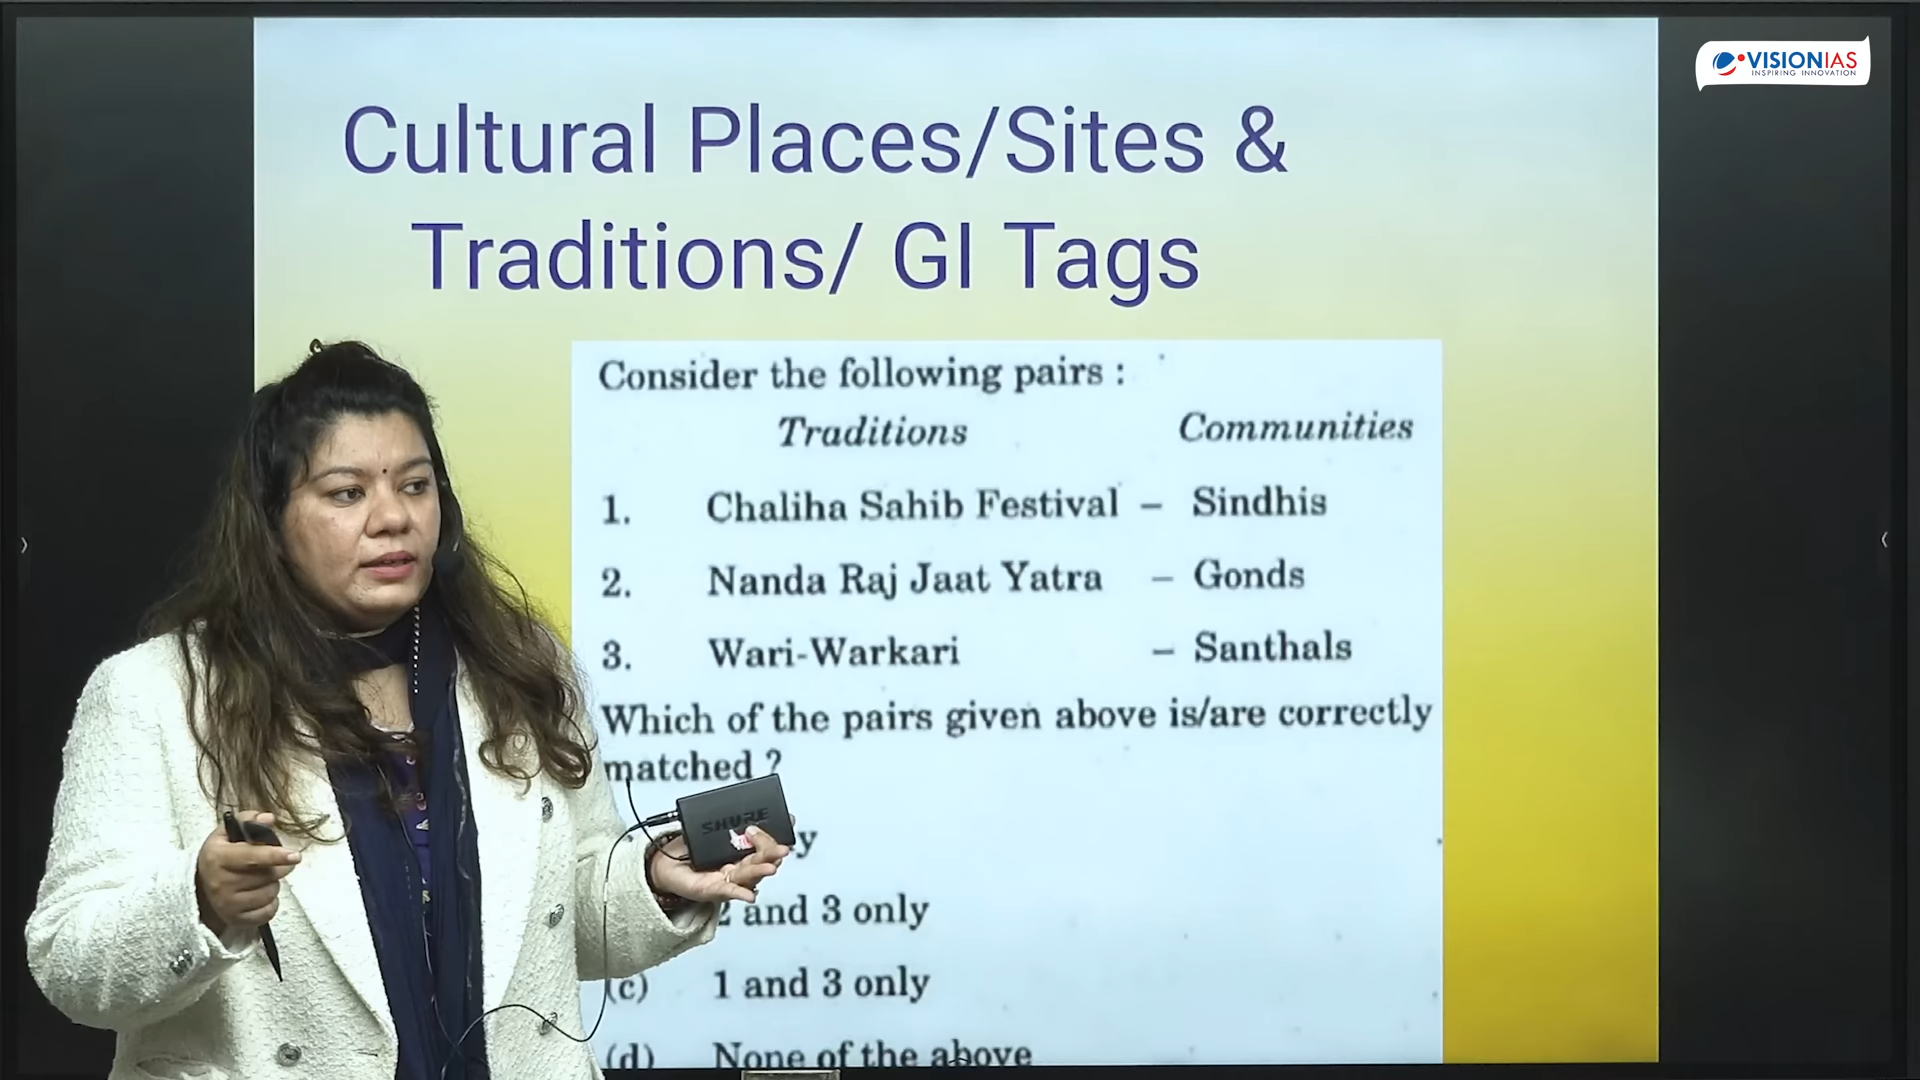 VISIONIAS
INSPIRING INNOVATION
Cultural Places/Sites &
Traditions/ GI Tags
Consider the following pairs :
Traditions Communities
1. Chaliha Sahib Festival – Sindhis
2. Nanda Raj Jaat Yatra – Gonds
3. Wari-Warkari – Santhals
Which of the pairs given above is/are correctly
matched ?
SHURE
2 and 3 only
(c) 1 and 3 only
(d) None of the above